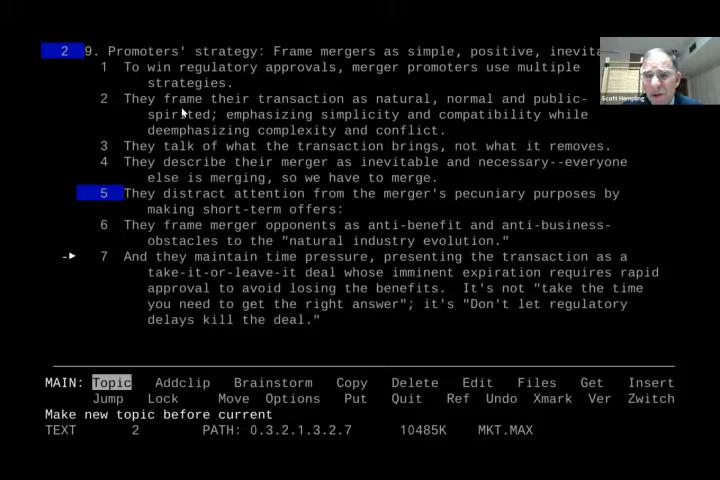 2 9. Promoters' strategy: Frame mergers as simple, positive, inevita
1 To win regulatory approvals, merger promoters use multiple
strategies.
2 They frame their transaction as natural, normal and public-
spirited; emphasizing simplicity and compatibility while
deemphasizing complexity and conflict.
3 They talk of what the transaction brings, not what it removes.
4 They describe their merger as inevitable and necessary--everyone
else is merging, so we have to merge.
5 They distract attention from the merger's pecuniary purposes by
making short-term offers:
6 They frame merger opponents as anti-benefit and anti-business-
obstacles to the "natural industry evolution."
7 And they maintain time pressure, presenting the transaction as a
take-it-or-leave-it deal whose imminent expiration requires rapid
approval to avoid losing the benefits. It's not "take the time
you need to get the right answer"; it's "Don't let regulatory
delays kill the deal."
Scott Hempling
MAIN: Topic Addclip Brainstorm Copy Delete Edit Files Get Insert
Jump Lock Move Options Put Quit Ref Undo Xmark Ver Zwitch
Make new topic before current
TEXT 2 PATH: 0.3.2.1.3.2.7 10485K MKT.MAX